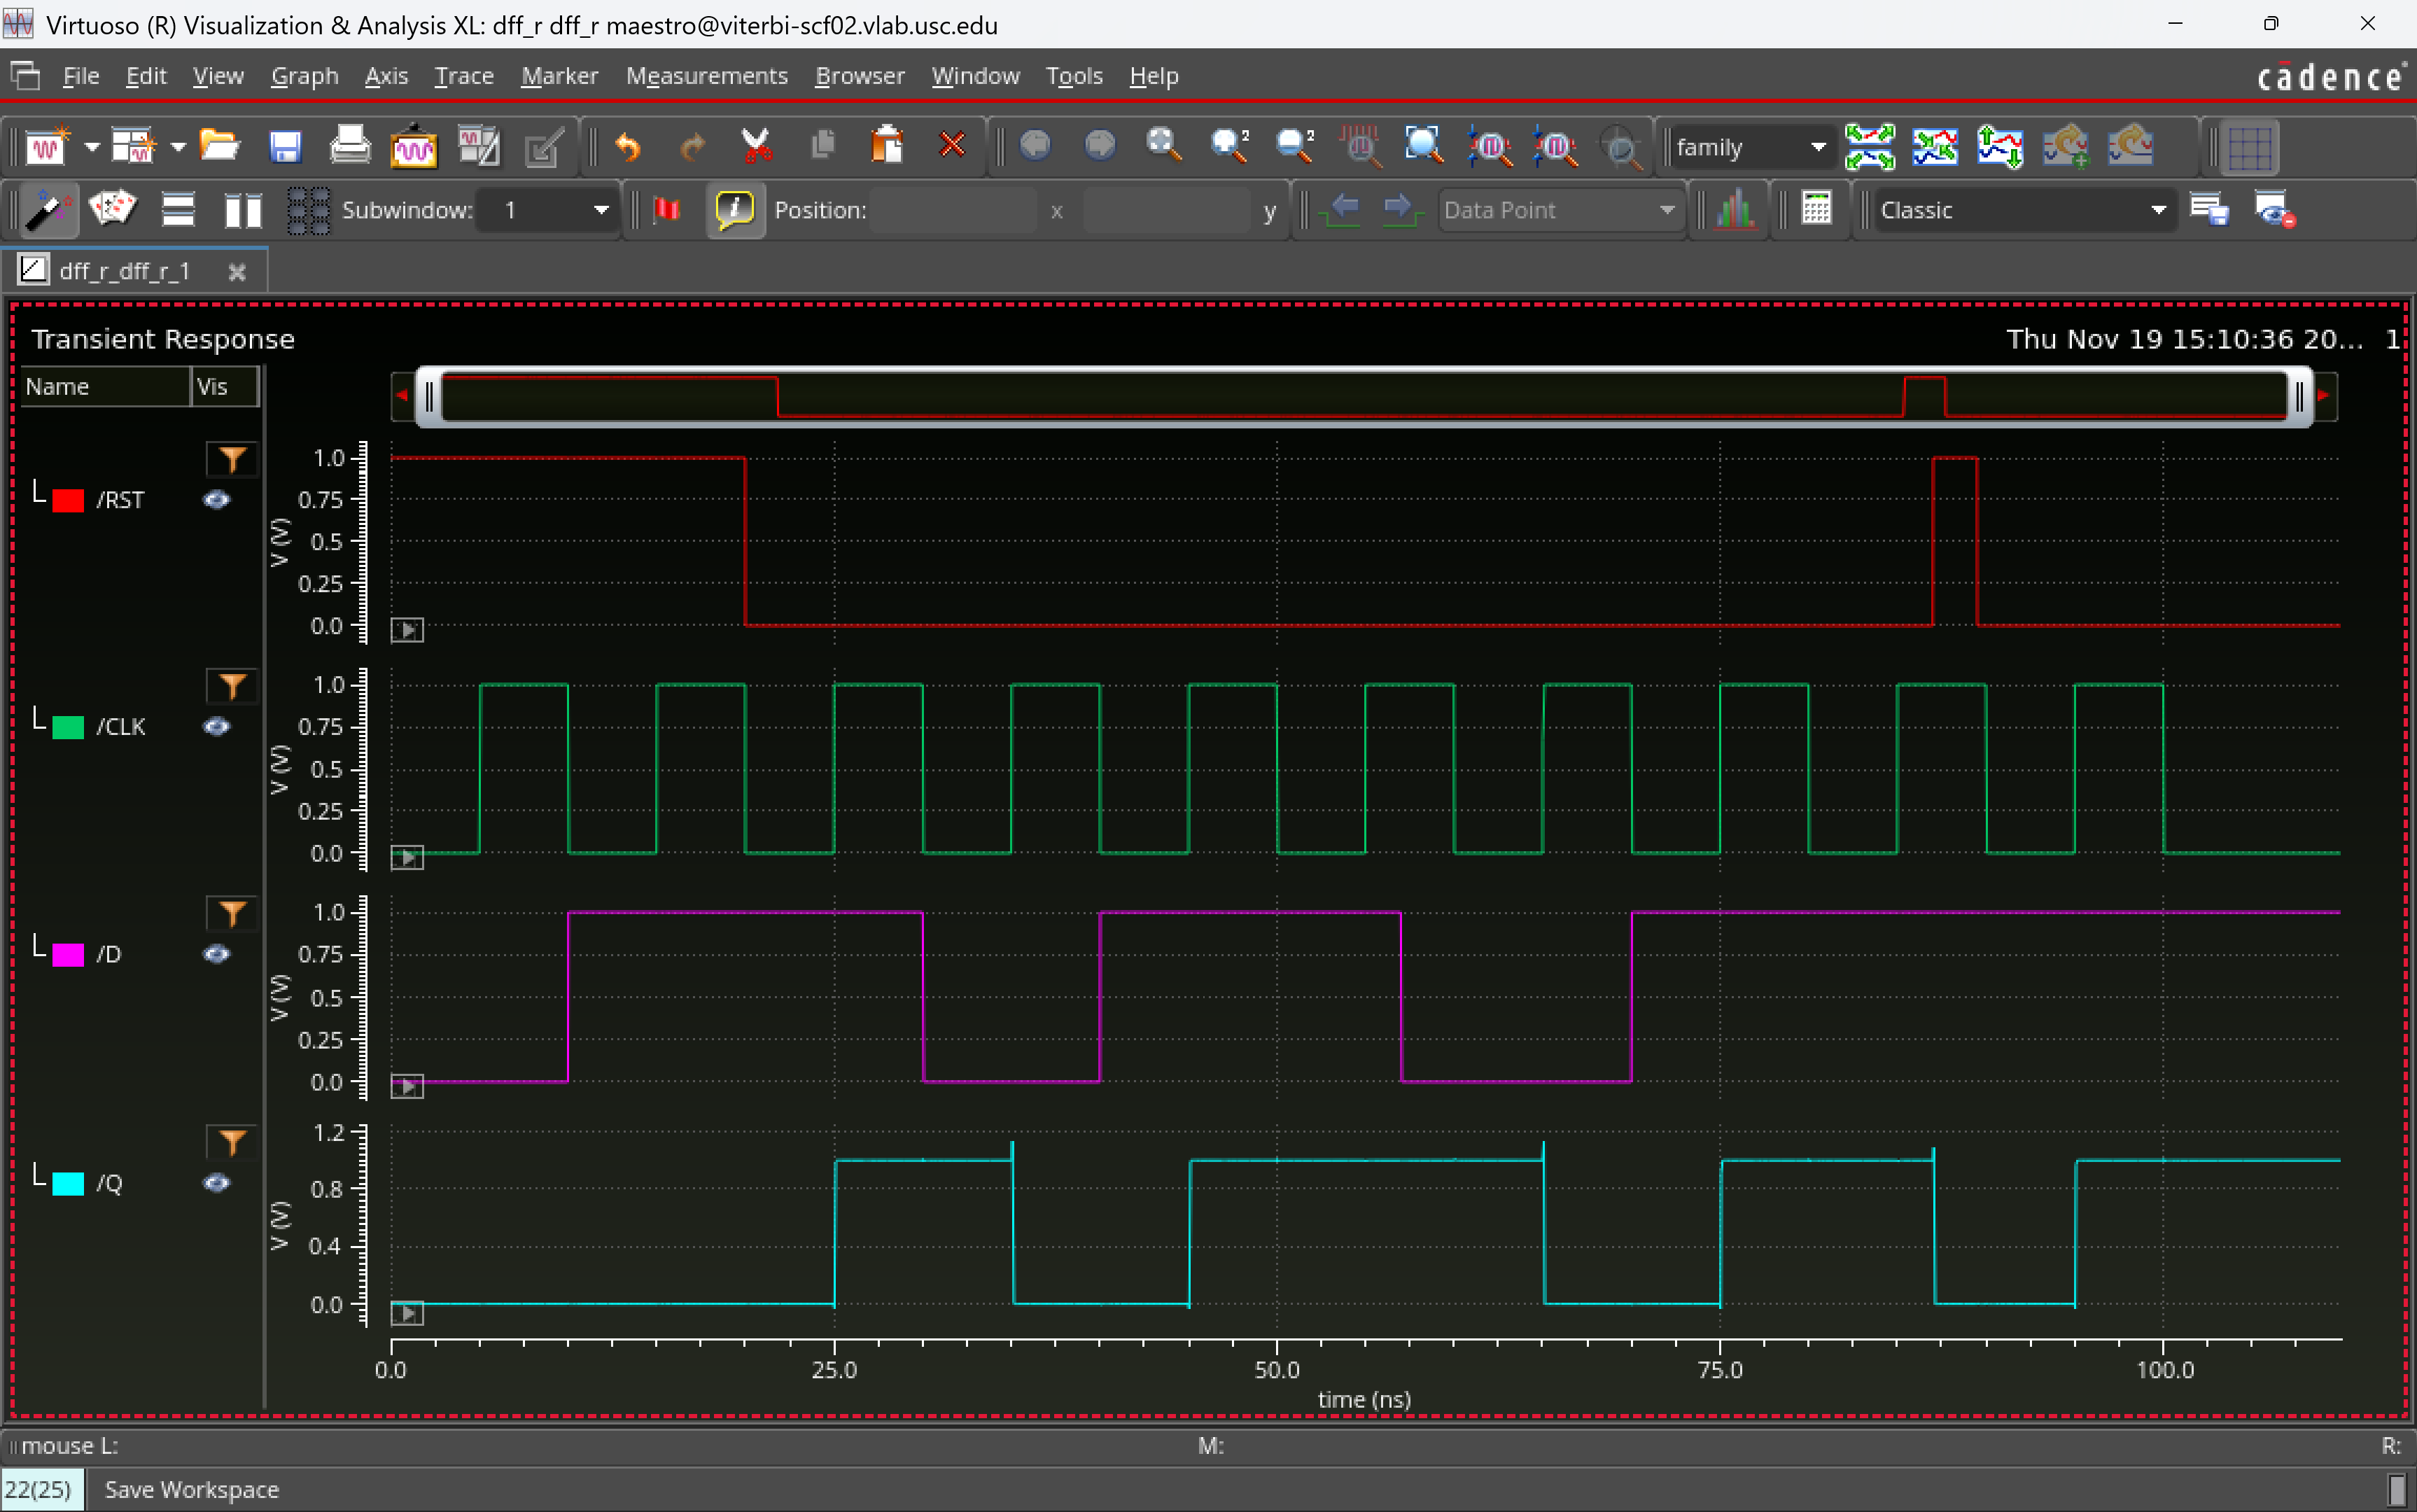 Virtuoso (R) Visualization & Analysis XL: dff_r dff_r maestro@viterbi-scf02.vlab.usc.edu
File Edit View Graph Axis Trace Marker Measurements Browser Window Tools Help
cādence
family
Subwindow: 1 Position: x y Data Point Classic
dff_r_dff_r_1
Transient Response
Thu Nov 19 15:10:36 20... 1
Name Vis
/RST
V (V)
1.0
0.75
0.5
0.25
0.0
/CLK
V (V)
1.0
0.75
0.5
0.25
0.0
/D
V (V)
1.0
0.75
0.5
0.25
0.0
/Q
V (V)
1.2
0.8
0.4
0.0
0.0 25.0 50.0 75.0 100.0
time (ns)
mouse L: M: R:
22(25) Save Workspace